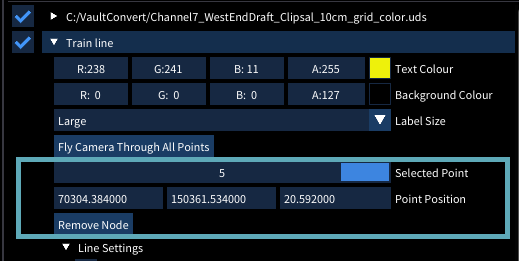 C:/VaultConvert/Channel7_WestEndDraft_Clipsal_10cm_grid_color.uds
Train line
R:238 G:241 B: 11 A:255 Text Colour
R: 0 G: 0 B: 0 A:127 Background Colour
Large Label Size
Fly Camera Through All Points
5 Selected Point
70304.384000 150361.534000 20.592000 Point Position
Remove Node
Line Settings